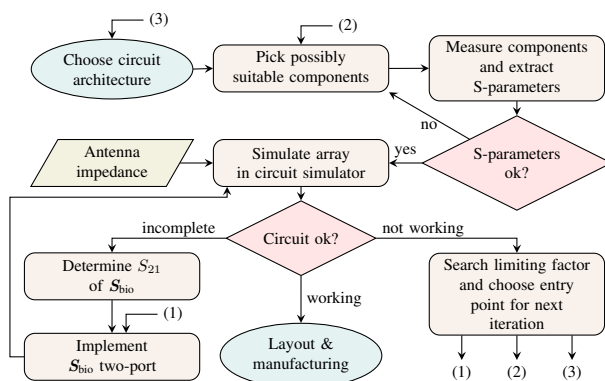 (3)
(2)
Choose circuit
architecture
Pick possibly
suitable components
Measure components
and extract
S-parameters
no
Antenna
impedance
Simulate array
in circuit simulator
yes
S-parameters
ok?
incomplete
Circuit ok?
not working
Determine S21
of Sbio
working
(1)
Implement
Sbio two-port
Layout &
manufacturing
Search limiting factor
and choose entry
point for next
iteration
(1)
(2)
(3)